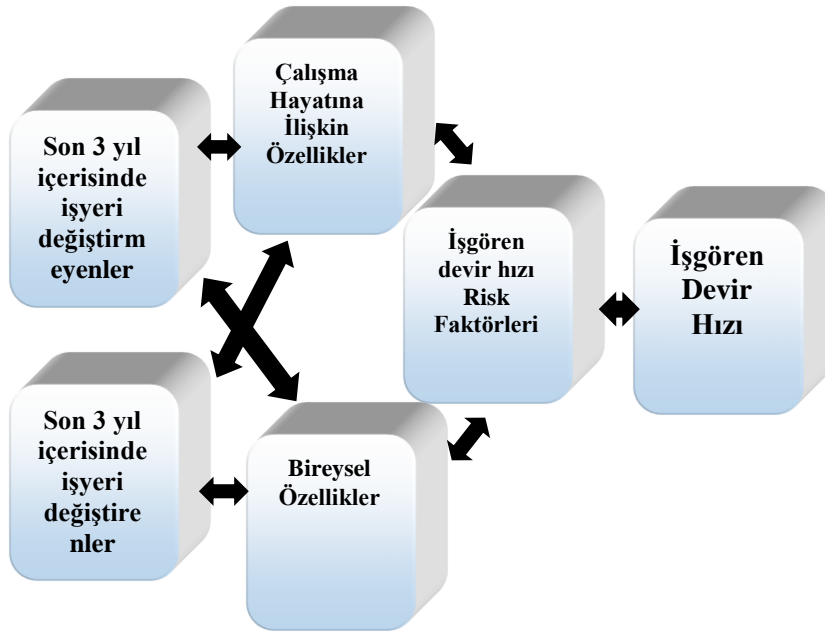 Son 3 yıl
içerisinde
işyeri
değiştirm
eyenler
Çalışma
Hayatına
İlişkin
Özellikler
Son 3 yıl
içerisinde
işyeri
değiştire
nler
Bireysel
Özellikler
İşgören
devir hızı
Risk
Faktörleri
İşgören
Devir
Hızı